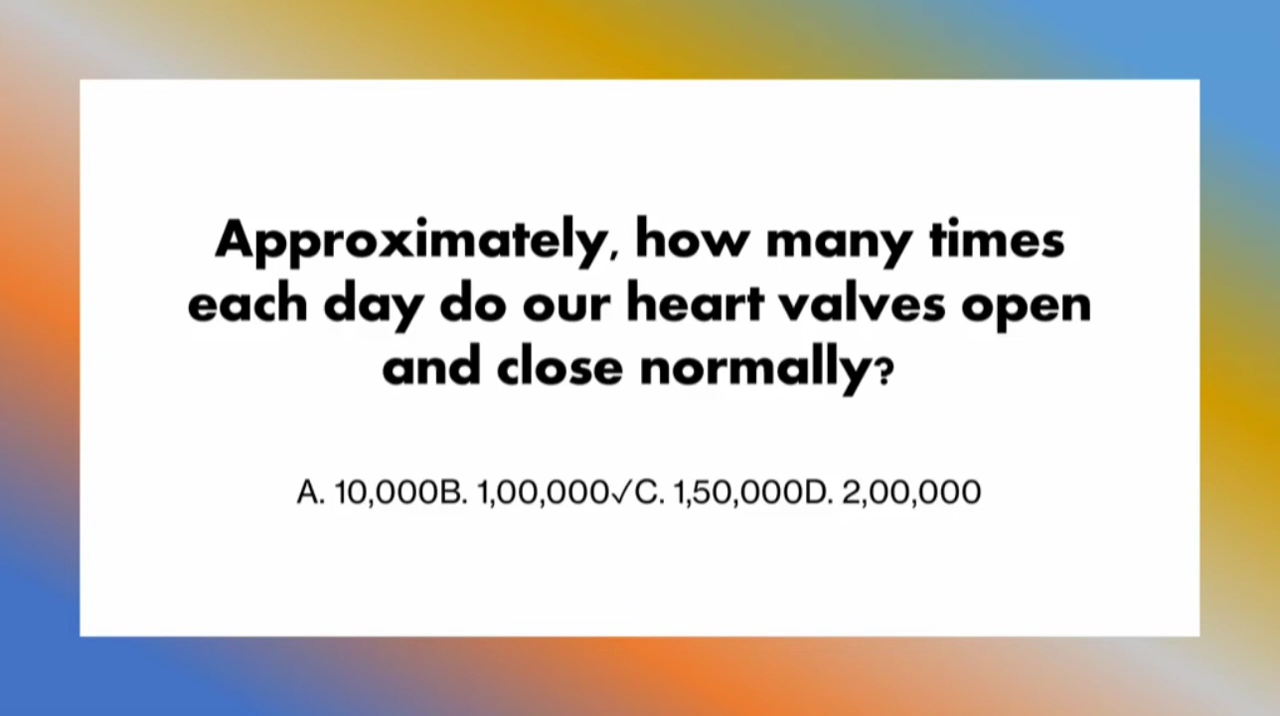 Approximately, how many times
each day do our heart valves open
and close normally?
A. 10,000B. 1,00,000✓C. 1,50,000D. 2,00,000